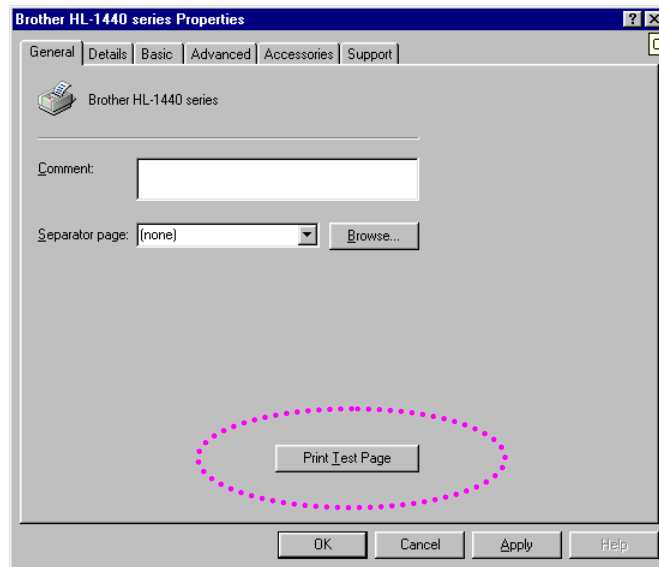 Brother HL-1440 series Properties
General Details Basic Advanced Accessories Support
Brother HL-1440 series
Comment:
Separator page: (none) Browse...
Print Test Page
OK Cancel Apply Help